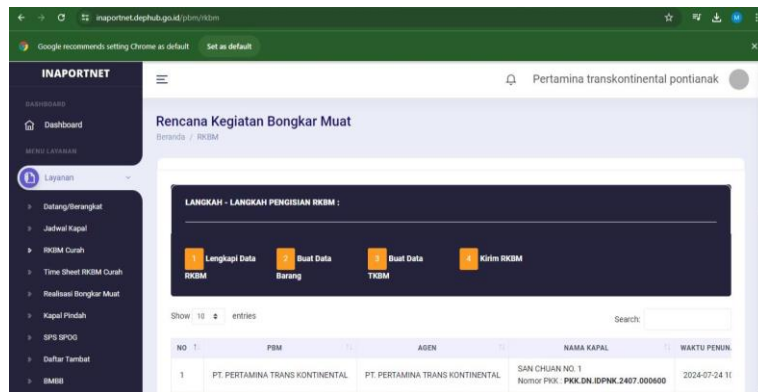 inaportnet.dephub.go.id/pbm/rkbm
Google recommends setting Chrome as default Set as default
INAPORTNET
Pertamina transkontinental pontianak
DASHBOARD
Dashboard
MENU LAYANAN
Layanan
Datang/Berangkat
Jadwal Kapal
RKBM Curah
Time Sheet RKBM Curah
Realisasi Bongkar Muat
Kapal Pindah
SPS SPOG
Daftar Tambat
BMBB
Rencana Kegiatan Bongkar Muat
Beranda / RKBM
LANGKAH - LANGKAH PENGISIAN RKBM :
1 Lengkapi Data RKBM
2 Buat Data Barang
3 Buat Data TKBM
4 Kirim RKBM
Show 10 entries
Search:
NO PBM AGEN NAMA KAPAL WAKTU PENUN
1 PT. PERTAMINA TRANS KONTINENTAL PT. PERTAMINA TRANS KONTINENTAL SAN CHUAN NO. 1
Nomor PKK : PKK.DN.IDPNK.2407.000600
2024-07-24 10